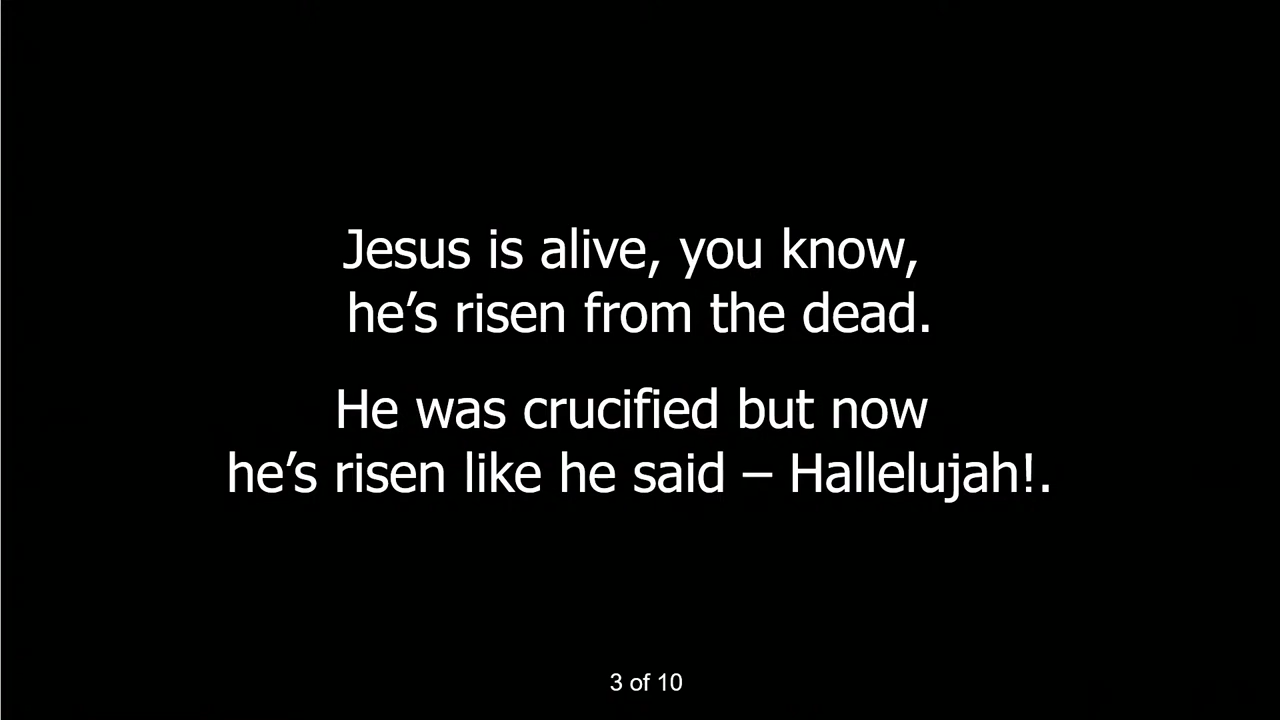 Jesus is alive, you know,
he’s risen from the dead.
He was crucified but now
he’s risen like he said – Hallelujah!.
3 of 10